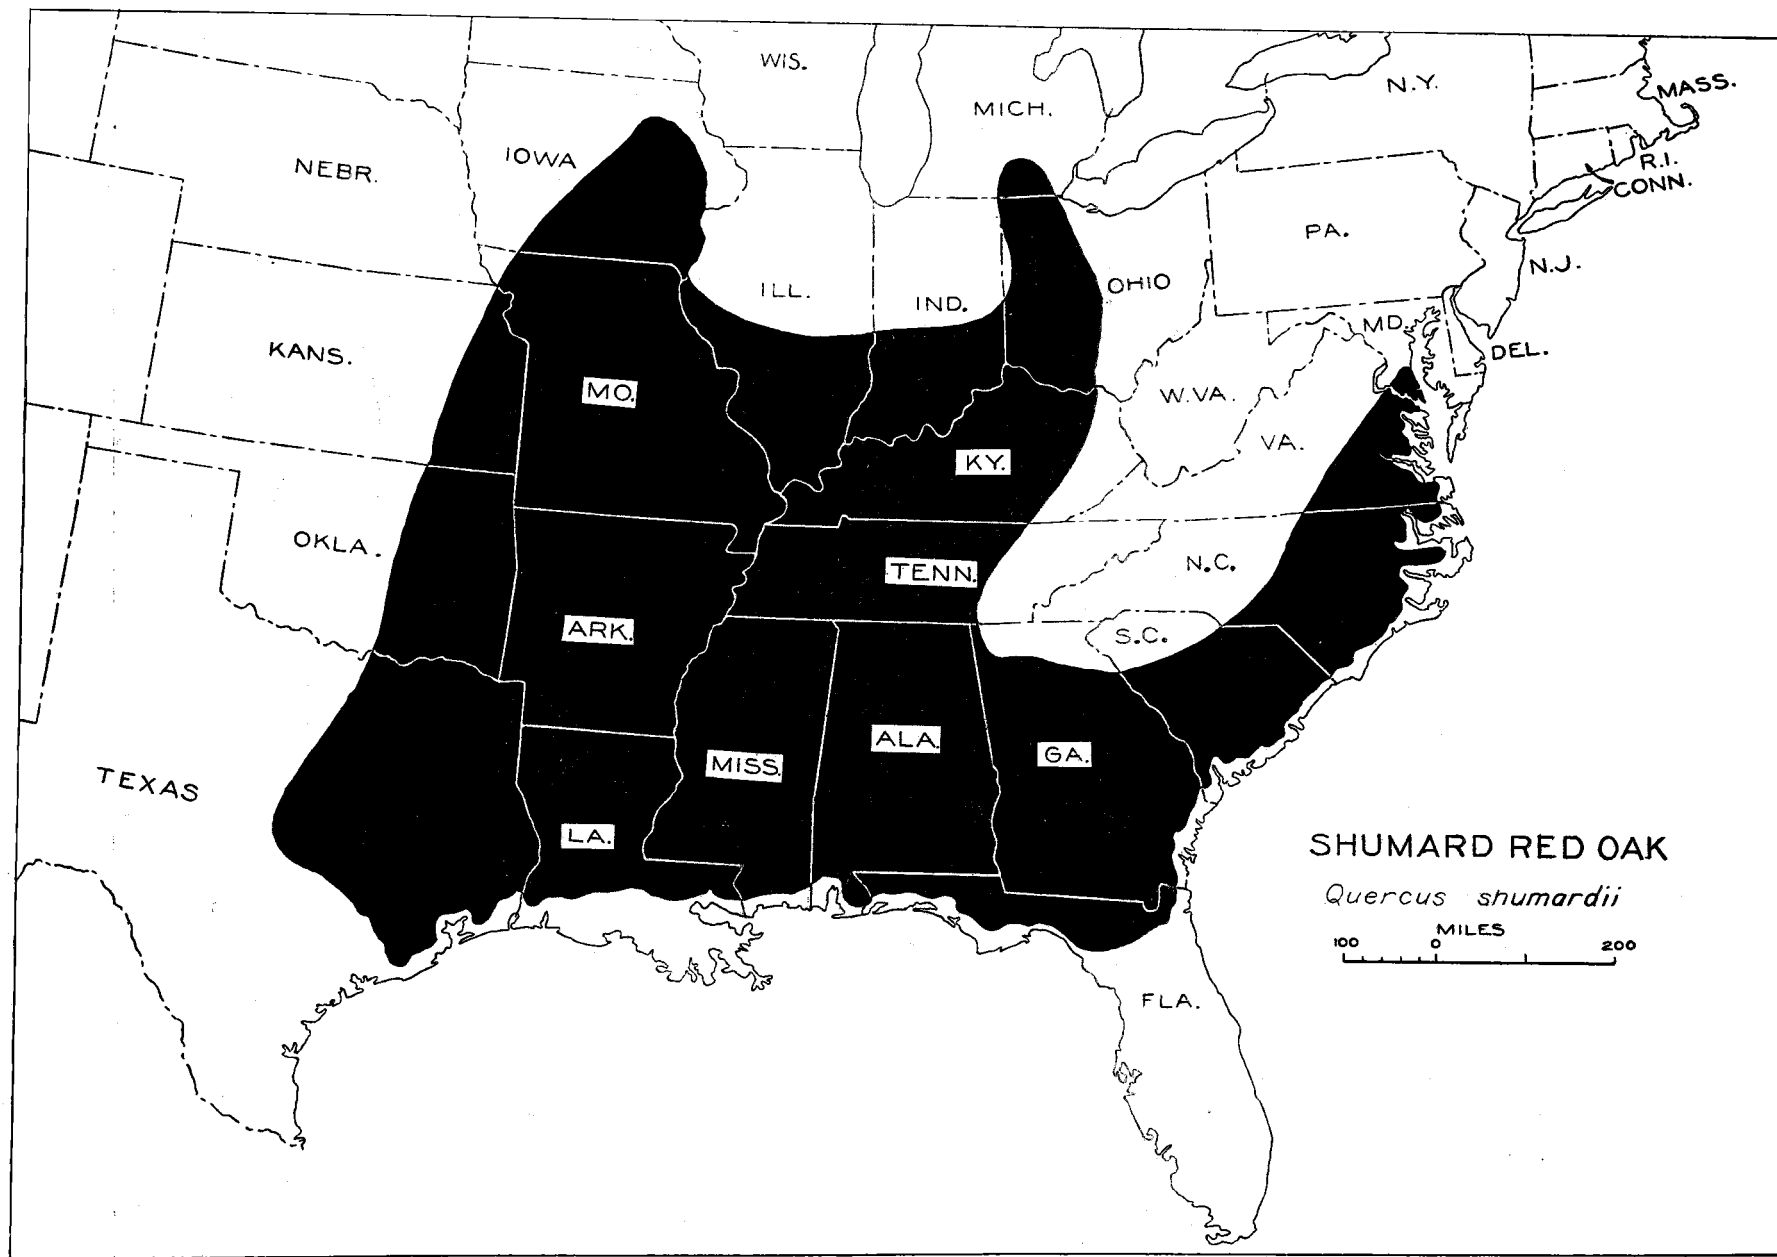 WIS.
MICH.
N.Y.
MASS.
IOWA
NEBR.
R.I.
CONN.
PA.
N.J.
ILL.
IND.
OHIO
MD.
DEL.
KANS.
MO.
W.VA.
VA.
KY.
OKLA.
TENN.
N.C.
ARK.
S.C.
MISS.
ALA.
GA.
TEXAS
LA.
SHUMARD RED OAK
Quercus shumardii
MILES
100 0 200
FLA.